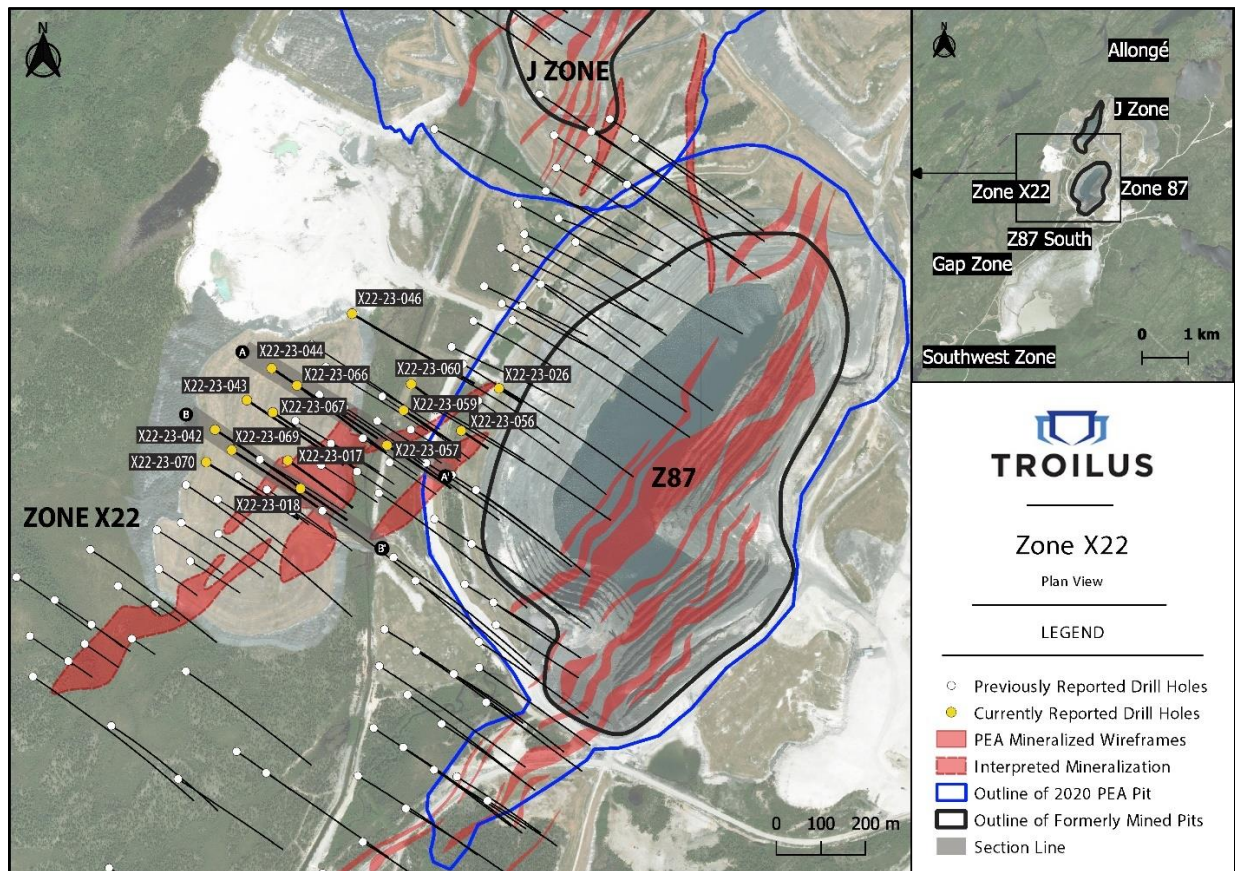 N
J ZONE
X22-23-046
A
X22-23-044
X22-23-060
X22-23-026
X22-23-066
X22-23-043
X22-23-059
B
X22-23-067
X22-23-056
X22-23-042
X22-23-057
X22-23-069
X22-23-017
X22-23-070
A'
Z87
X22-23-018
ZONE X22
B'
0 100 200 m
N
Allongé
J Zone
Zone X22
Zone 87
Z87 South
Gap Zone
0 1 km
Southwest Zone
TROILUS
Zone X22
Plan View
LEGEND
Previously Reported Drill Holes
Currently Reported Drill Holes
PEA Mineralized Wireframes
Interpreted Mineralization
Outline of 2020 PEA Pit
Outline of Formerly Mined Pits
Section Line